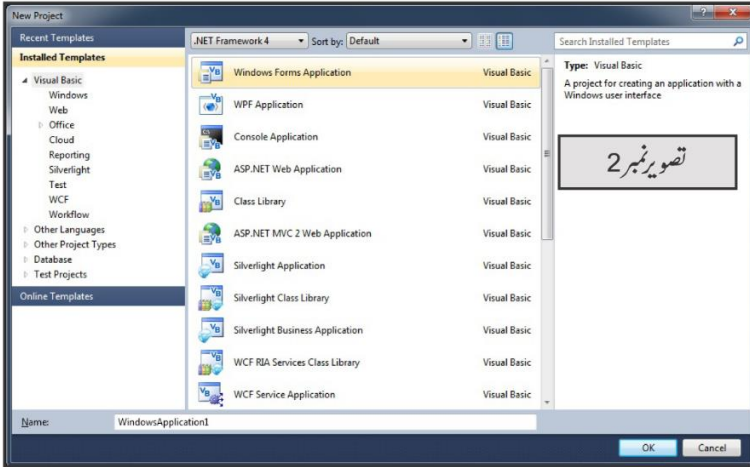 New Project
Recent Templates
Installed Templates
Visual Basic
Windows
Web
Office
Cloud
Reporting
Silverlight
Test
WCF
Workflow
Other Languages
Other Project Types
Database
Test Projects
Online Templates
.NET Framework 4
Sort by: Default
Windows Forms Application Visual Basic
WPF Application Visual Basic
Console Application Visual Basic
ASP.NET Web Application Visual Basic
Class Library Visual Basic
ASP.NET MVC 2 Web Application Visual Basic
Silverlight Application Visual Basic
Silverlight Class Library Visual Basic
Silverlight Business Application Visual Basic
WCF RIA Services Class Library Visual Basic
WCF Service Application Visual Basic
Search Installed Templates
Type: Visual Basic
A project for creating an application with a
Windows user interface
تصویر نمبر 2
Name: WindowsApplication1
OK Cancel